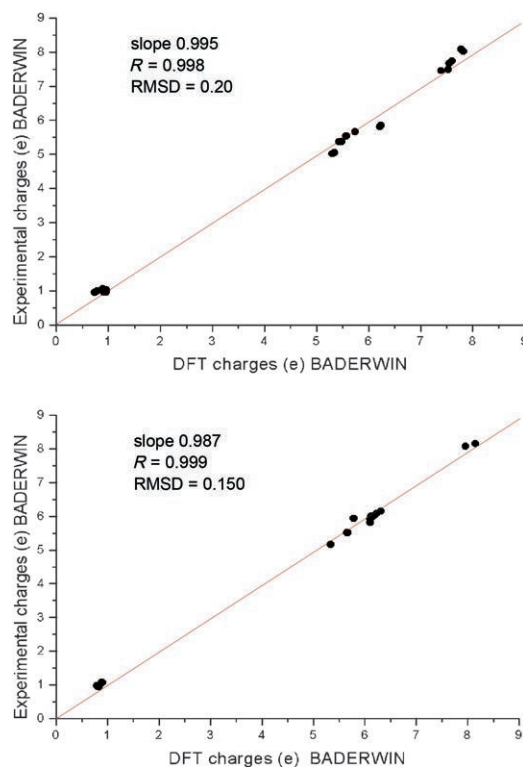 9
8
7
6
5
4
3
2
1
0
Experimental charges (e) BADERWIN
slope 0.995
R = 0.998
RMSD = 0.20
0 1 2 3 4 5 6 7 8 9
DFT charges (e) BADERWIN
9
8
7
6
5
4
3
2
1
0
Experimental charges (e) BADERWIN
slope 0.987
R = 0.999
RMSD = 0.150
0 1 2 3 4 5 6 7 8 9
DFT charges (e) BADERWIN